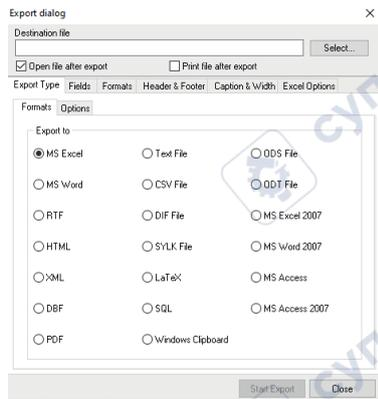 Export dialog
Destination file
Select...
Open file after export Print file after export
Export Type Fields Formats Header & Footer Caption & Width Excel Options
Formats Options
Export to
MS Excel Text File ODS File
MS Word CSV File ODT File
RTF DIF File MS Excel 2007
HTML SYLK File MS Word 2007
XML LaTeX MS Access
DBF SQL MS Access 2007
PDF Windows Clipboard
Start Export Close